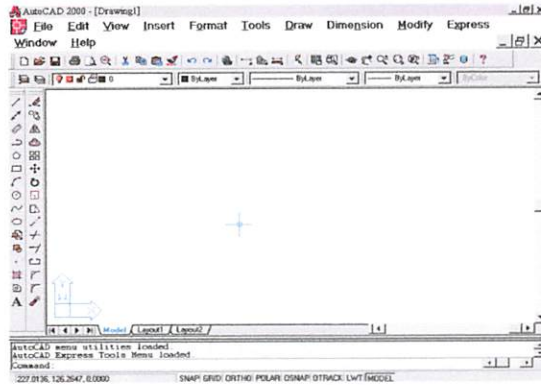 AutoCAD 2000 - [Drawing1]
File Edit View Insert Format Tools Draw Dimension Modify Express
Window Help
0 ByLayer ByLayer ByLayer ByColor
A
Model Layout1 Layout2
AutoCAD menu utilities loaded.
AutoCAD Express Tools Menu loaded.
Command:
227.0136, 126.2647, 0.0000 SNAP GRID ORTHO POLAR OSNAP OTRACK LWT MODEL